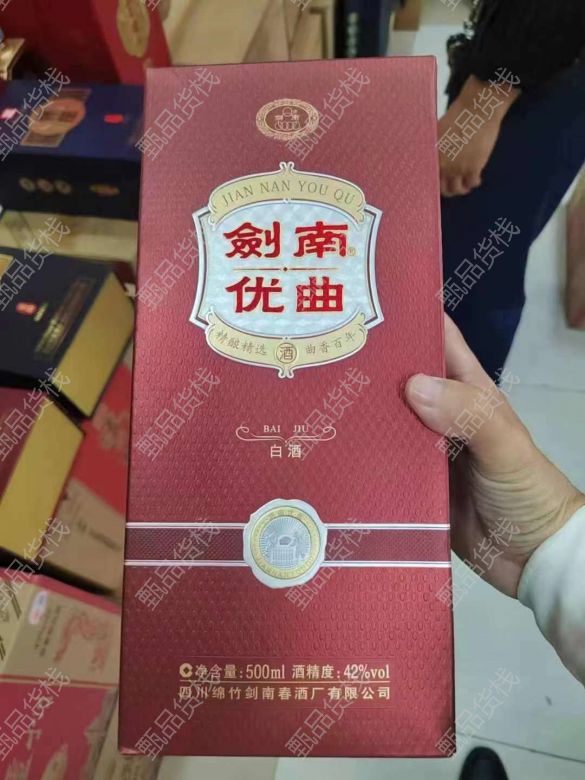 JIAN NAN YOU QU
劍南®
优曲
精酿精选 酒 曲香百年
BAI JIU
白酒
净含量:500ml 酒精度:42%vol
四川绵竹剑南春酒厂有限公司
甄品货栈